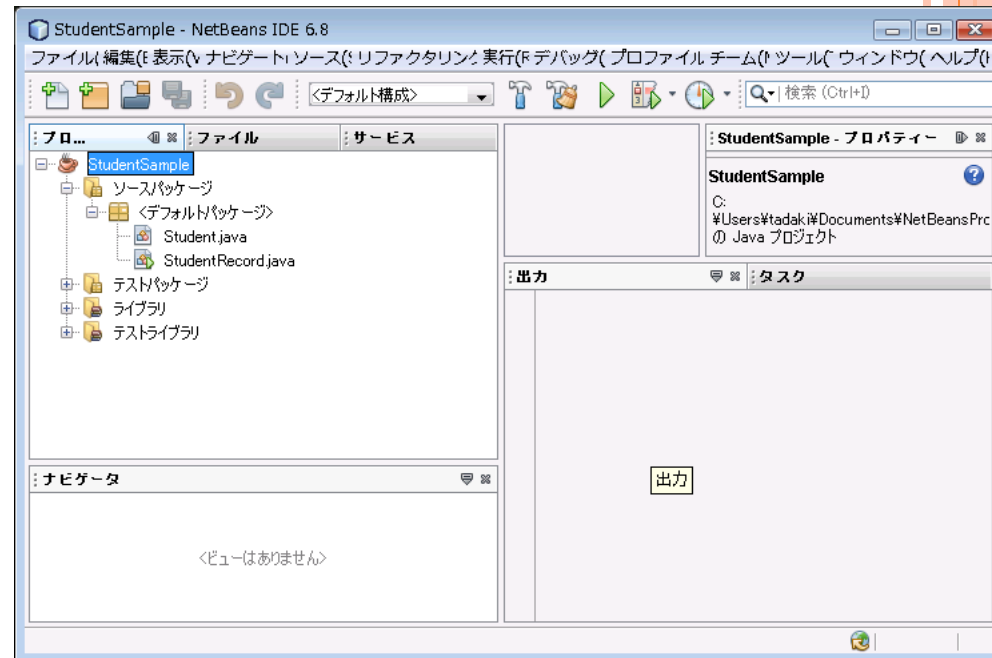 StudentSample - NetBeans IDE 6.8
ファイル( 編集(E 表示(V ナビゲート( ソース(S リファクタリング 実行(R デバッグ( プロファイル チーム(M ツール( ウィンドウ( ヘルプ(H
<デフォルト構成>
検索 (Ctrl+I)
プロ...
ファイル
サービス
StudentSample
ソースパッケージ
<デフォルトパッケージ>
Student.java
StudentRecord.java
テストパッケージ
ライブラリ
テストライブラリ
StudentSample - プロパティー
StudentSample
C:
¥Users¥tadaki¥Documents¥NetBeansPrc
の Java プロジェクト
出力
タスク
出力
ナビゲータ
<ビューはありません>